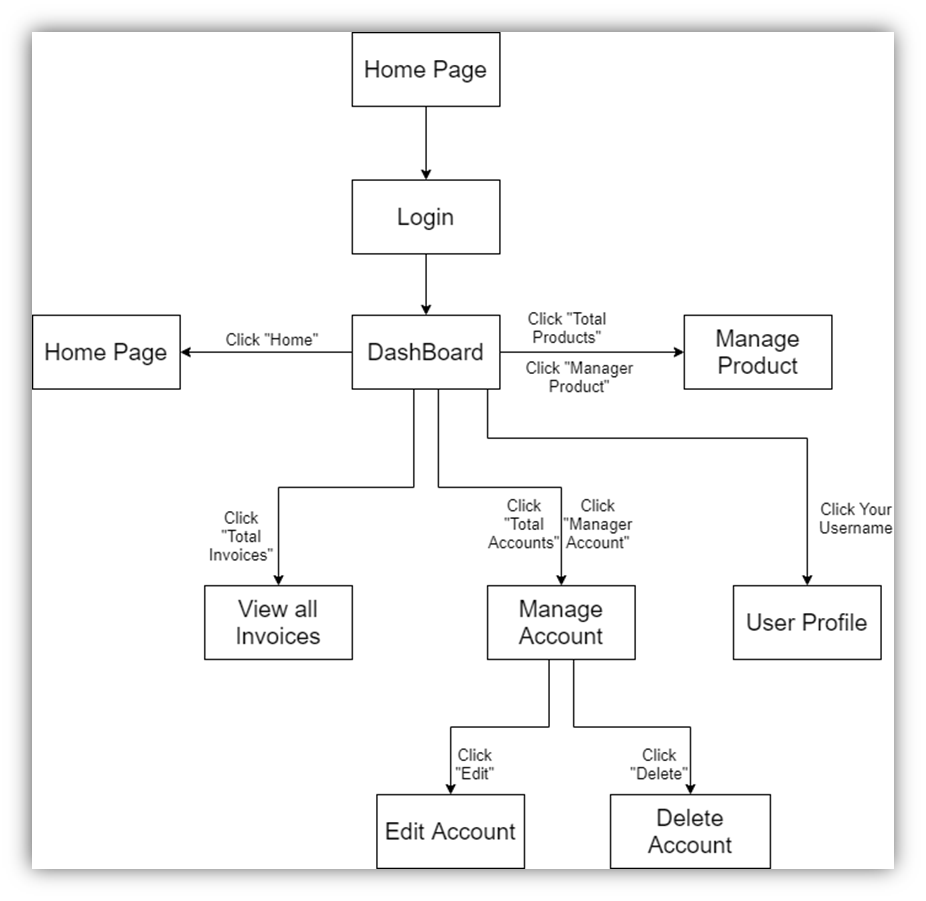 Home Page
Login
Home Page
Click "Home"
DashBoard
Click "Total
Products"
Click "Manager
Product"
Manage
Product
Click
"Total
Invoices"
Click
"Total
Accounts"
Click
"Manager
Account"
Click Your
Username
View all
Invoices
Manage
Account
User Profile
Click
"Edit"
Click
"Delete"
Edit Account
Delete
Account